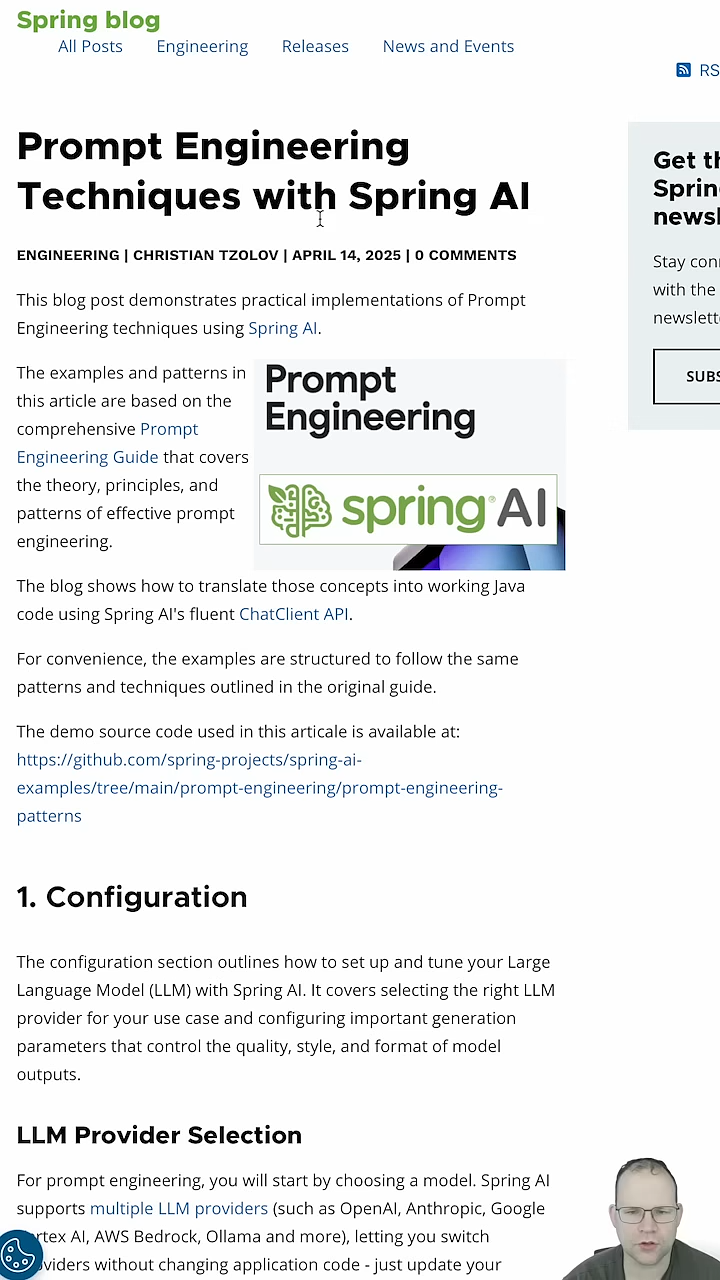 Spring blog
All Posts Engineering Releases News and Events
RS
Prompt Engineering
Techniques with Spring AI
ENGINEERING | CHRISTIAN TZOLOV | APRIL 14, 2025 | 0 COMMENTS
This blog post demonstrates practical implementations of Prompt
Engineering techniques using Spring AI.
The examples and patterns in
this article are based on the
comprehensive Prompt
Engineering Guide that covers
the theory, principles, and
patterns of effective prompt
engineering.
Prompt
Engineering
spring AI
The blog shows how to translate those concepts into working Java
code using Spring AI's fluent ChatClient API.
For convenience, the examples are structured to follow the same
patterns and techniques outlined in the original guide.
The demo source code used in this articale is available at:
https://github.com/spring-projects/spring-ai-
examples/tree/main/prompt-engineering/prompt-engineering-
patterns
1. Configuration
The configuration section outlines how to set up and tune your Large
Language Model (LLM) with Spring AI. It covers selecting the right LLM
provider for your use case and configuring important generation
parameters that control the quality, style, and format of model
outputs.
LLM Provider Selection
For prompt engineering, you will start by choosing a model. Spring AI
supports multiple LLM providers (such as OpenAI, Anthropic, Google
rtex AI, AWS Bedrock, Ollama and more), letting you switch
viders without changing application code - just update your
Get th
Spring
newsl
Stay con
with the
newslett
SUBS